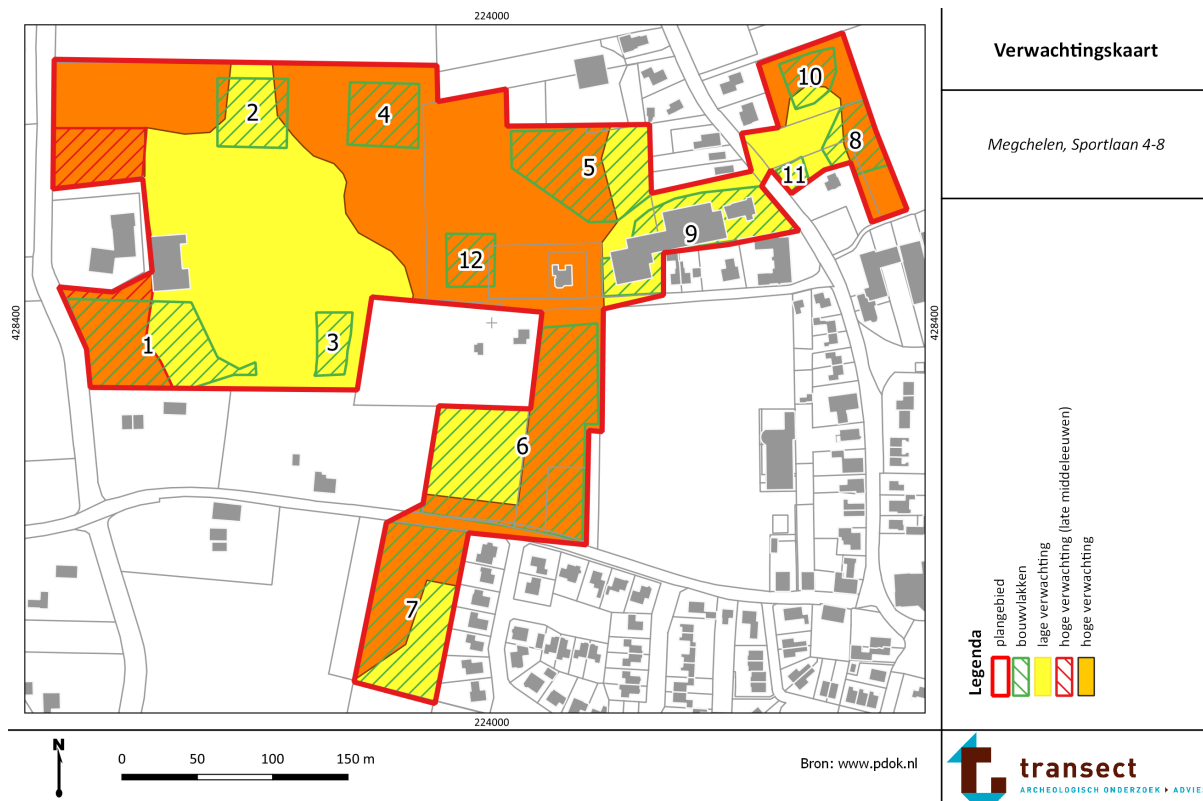 224000
Verwachtingskaart
Megchelen, Sportlaan 4-8
428400
428400
1
2
3
4
5
6
7
8
9
10
11
12
224000
Legenda
plangebied
bouwvlakken
lage verwachting
hoge verwachting (late middeleeuwen)
hoge verwachting
N
0 50 100 150 m
Bron: www.pdok.nl
transect
ARCHEOLOGISCH ONDERZOEK ADVIE